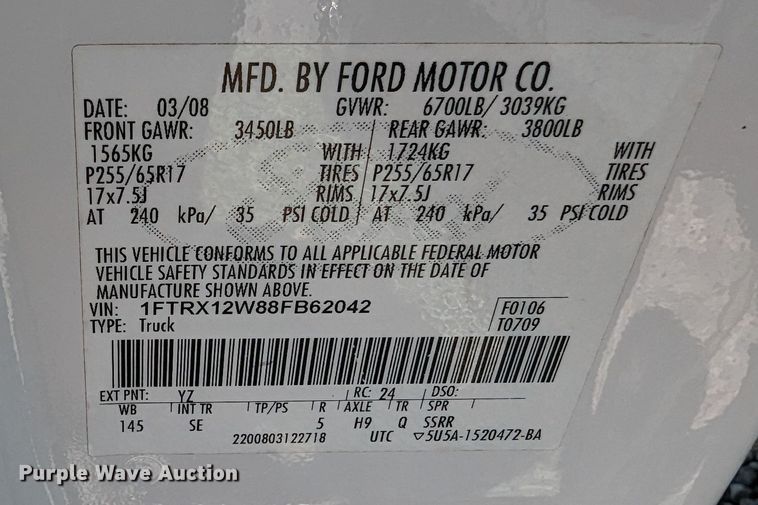 MFD. BY FORD MOTOR CO.
DATE: 03/08 GVWR: 6700LB/ 3039KG
FRONT GAWR: 3450LB REAR GAWR: 3800LB
1565KG WITH 1724KG WITH
P255/65R17 TIRES P255/65R17 TIRES
17x7.5J RIMS 17x7.5J RIMS
AT 240 kPa/ 35 PSI COLD AT 240 kPa/ 35 PSI COLD
THIS VEHICLE CONFORMS TO ALL APPLICABLE FEDERAL MOTOR
VEHICLE SAFETY STANDARDS IN EFFECT ON THE DATE OF
MANUFACTURE SHOWN ABOVE.
VIN: 1FTRX12W88FB62042 F0106
TYPE: Truck T0709
EXT PNT: YZ RC: 24 DSO:
WB INT TR TP/PS R AXLE TR SPR
145 SE 5 H9 Q SSRR
2200803122718 UTC ▽5U5A-1520472-BA
Purple Wave Auction